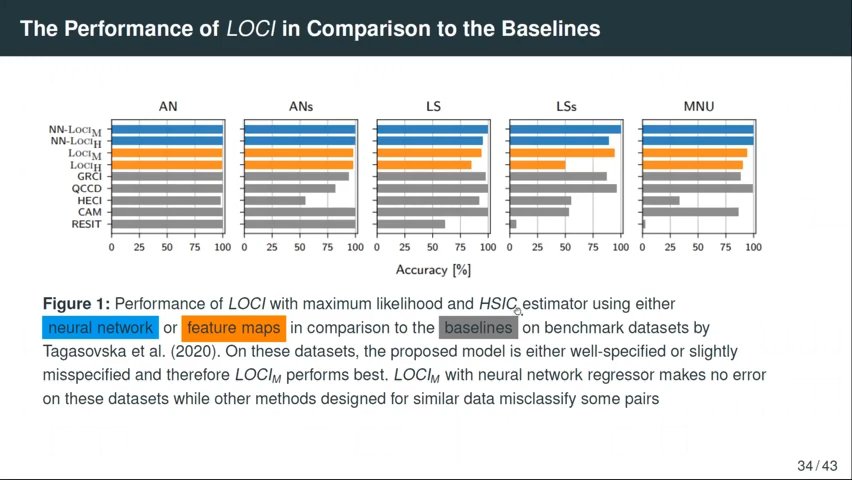 The Performance of LOCI in Comparison to the Baselines
AN ANs LS LSs MNU
NN-LOCI_M
NN-LOCI_H
LOCI_M
LOCI_H
GRCI
QCCD
HECI
CAM
RESIT
0 25 50 75 100 0 25 50 75 100 0 25 50 75 100 0 25 50 75 100 0 25 50 75 100
Accuracy [%]
Figure 1: Performance of LOCI with maximum likelihood and HSIC estimator using either
neural network or feature maps in comparison to the baselines on benchmark datasets by
Tagasovska et al. (2020). On these datasets, the proposed model is either well-specified or slightly
misspecified and therefore LOCI_M performs best. LOCI_M with neural network regressor makes no error
on these datasets while other methods designed for similar data misclassify some pairs
34 / 43